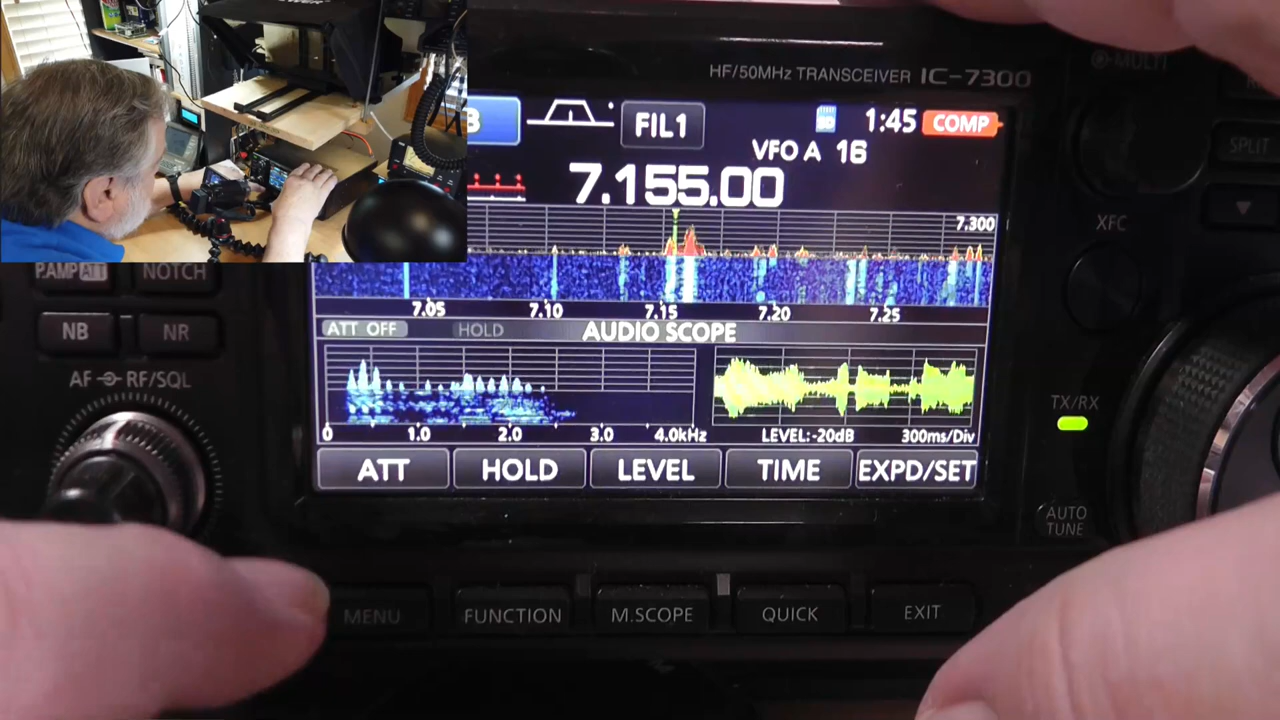 HF/50MHz TRANSCEIVER IC-7300
MULTI
FIL1
1:45 COMP
VFO A 16
7.155.00
SPLIT
7.300
XFC
P.AMP ATT NOTCH
7.05 7.10 7.15 7.20 7.25
NB NR
ATT OFF HOLD AUDIO SCOPE
AF RF/SQL
TX/RX
0 1.0 2.0 3.0 4.0kHz LEVEL:-20dB 300ms/Div
ATT HOLD LEVEL TIME EXPD/SET
AUTO
TUNE
MENU FUNCTION M.SCOPE QUICK EXIT